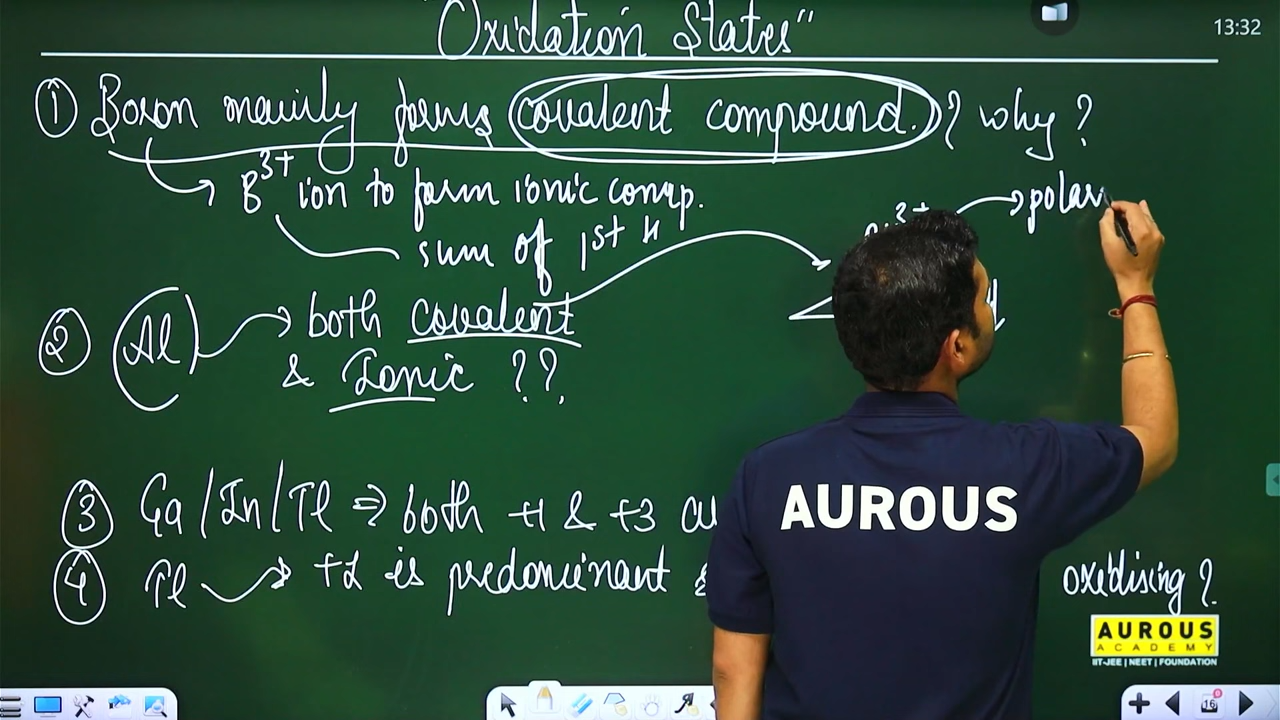 "Oxidation States"
13:32
① Boron mainly forms covalent compound. ? why ?
B3+ ion to form ionic comp.
sum of 1st 4
polar
② Al → both covalent
& Ionic ??
③ Ga/In/Tl ⇒ both +1 & +3
④ Tl → +1 is predominant
oxidising ?
AUROUS
AUROUS
ACADEMY
IIT-JEE | NEET | FOUNDATION
16